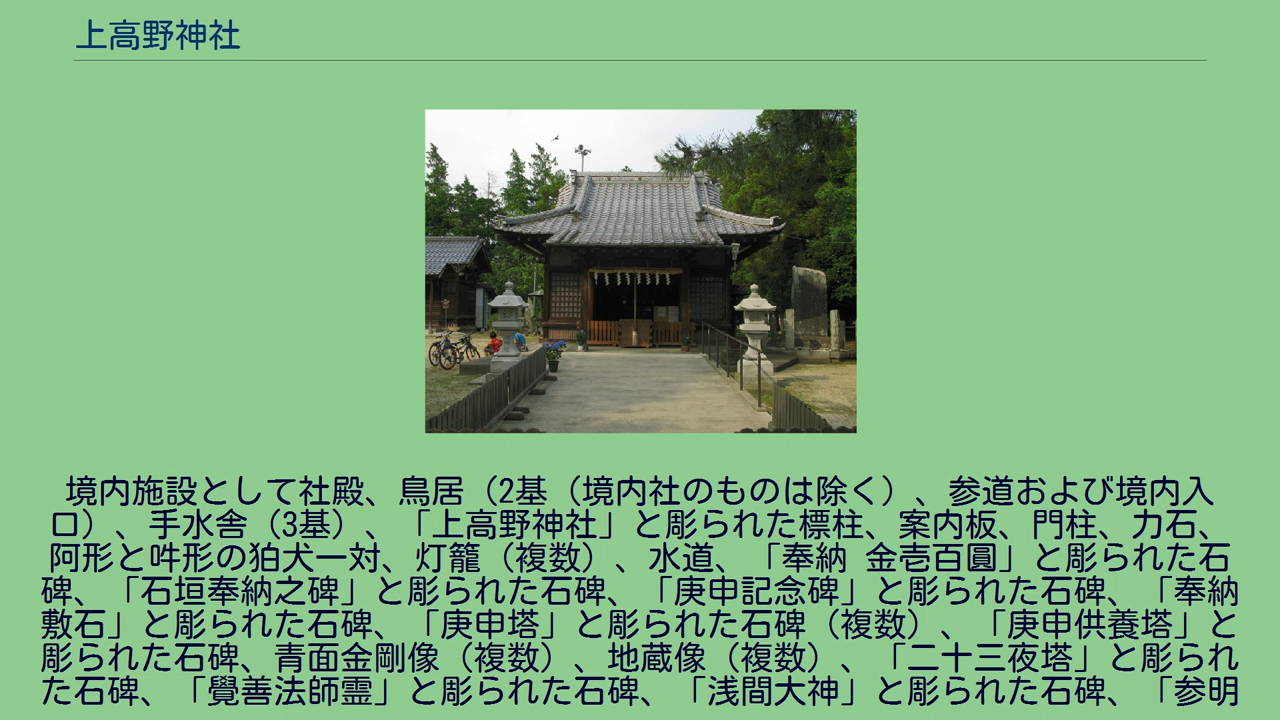 上高野神社
境内施設として社殿、鳥居（2基（境内社のものは除く）、参道および境内入
口）、手水舎（3基）、「上高野神社」と彫られた標柱、案内板、門柱、力石、
阿形と吽形の狛犬一対、灯籠（複数）、水道、「奉納 金壱百圓」と彫られた石
碑、「石垣奉納之碑」と彫られた石碑、「庚申記念碑」と彫られた石碑、「奉納
敷石」と彫られた石碑、「庚申塔」と彫られた石碑（複数）、「庚申供養塔」と
彫られた石碑、青面金剛像（複数）、地蔵像（複数）、「二十三夜塔」と彫られ
た石碑、「覺善法師霊」と彫られた石碑、「浅間大神」と彫られた石碑、「参明